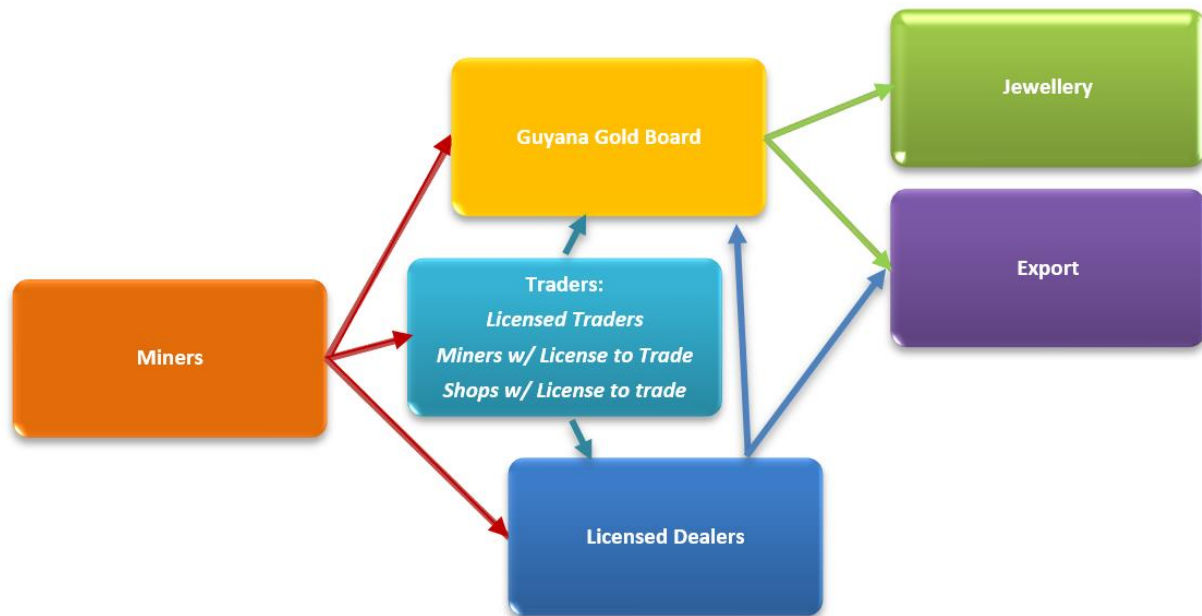 Jewellery
Guyana Gold Board
Export
Traders:
Licensed Traders
Miners w/ License to Trade
Shops w/ License to trade
Miners
Licensed Dealers